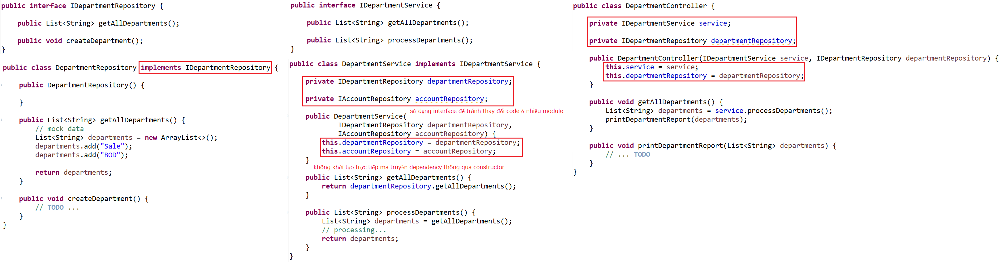 public interface IDepartmentRepository {
public List<String> getAllDepartments();
public void createDepartment();
}
public class DepartmentRepository implements IDepartmentRepository {
public DepartmentRepository() {
}
public List<String> getAllDepartments() {
// mock data
List<String> departments = new ArrayList<>();
departments.add("Sale");
departments.add("BOD");
return departments;
}
public void createDepartment() {
// TODO ...
}
}
public interface IDepartmentService {
public List<String> getAllDepartments();
public List<String> processDepartments();
}
public class DepartmentService implements IDepartmentService {
private IDepartmentRepository departmentRepository;
private IAccountRepository accountRepository;
sử dụng interface để tránh thay đổi code ở nhiều module
public DepartmentService(
IDepartmentRepository departmentRepository,
IAccountRepository accountRepository) {
this.departmentRepository = departmentRepository;
this.accountRepository = accountRepository;
}
không khởi tạo trực tiếp mà truyền dependency thông qua constructor
public List<String> getAllDepartments() {
return departmentRepository.getAllDepartments();
}
public List<String> processDepartments() {
List<String> departments = getAllDepartments();
// processing...
return departments;
}
}
public class DepartmentController {
private IDepartmentService service;
private IDepartmentRepository departmentRepository;
public DepartmentController(IDepartmentService service, IDepartmentRepository departmentRepository) {
this.service = service;
this.departmentRepository = departmentRepository;
}
public void getAllDepartments() {
List<String> departments = service.processDepartments();
printDepartmentReport(departments);
}
public void printDepartmentReport(List<String> departments) {
// ... TODO
}
}